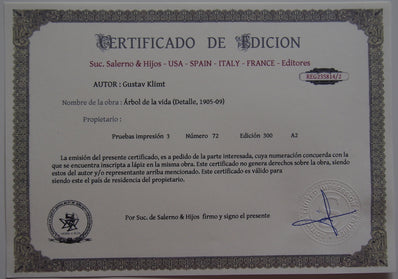 CERTIFICADO DE EDICION
Suc. Salerno & Hijos - USA - SPAIN - ITALY - FRANCE - Editores
REG235814/2
AUTOR : Gustav Klimt
Nombre de la obra : Árbol de la vida (Detalle, 1905-09)
Propietario :
Pruebas impresión 3 Número 72 Edición 500 A2
La emisión del presente certificado, es a pedido de la parte interesada, cuya numeración concuerda con la
que se encuentra inscripta a lápiz en la misma obra. Este certificado no genera derechos sobre la obra, siendo
estos del autor y/o representante arriba mencionado. Este certificado es válido para
siendo este el país de residencia del propietario.
Por Suc. de Salerno & Hijos firmo y signo el presente